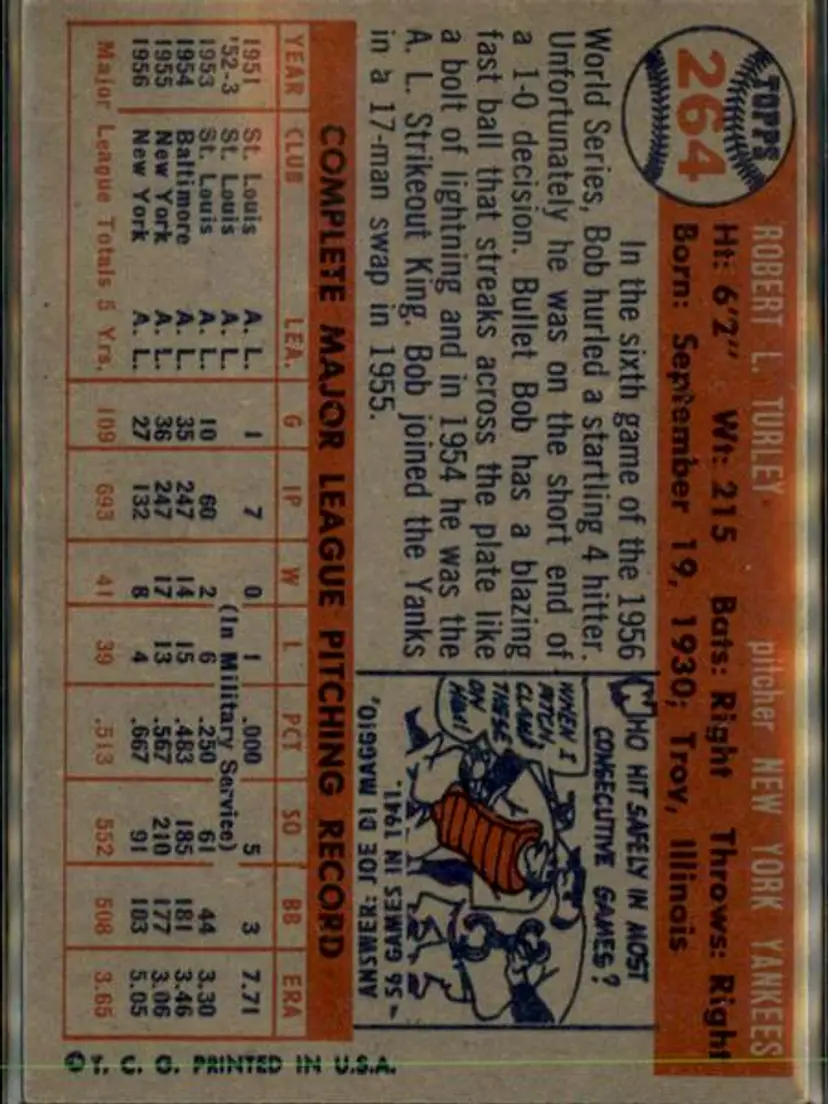 TOPPS
264
ROBERT L. TURLEY pitcher NEW YORK YANKEES
Ht: 6'2" Wt: 215 Bats: Right Throws: Right
Born: September 19, 1930; Troy, Illinois
In the sixth game of the 1956
World Series, Bob hurled a startling 4 hitter.
Unfortunately he was on the short end of
a 1-0 decision. Bullet Bob has a blazing
fast ball that streaks across the plate like
a bolt of lightning and in 1954 he was the
A. L. Strikeout King. Bob joined the Yanks
in a 17-man swap in 1955.
WHO HIT SAFELY IN MOST
CONSECUTIVE GAMES?
WHEN I
PITCH,
CLAMP
THESE
ON
HIM!
ANSWER: JOE DI MAGGIO,
- 56 GAMES IN 1941.
COMPLETE MAJOR LEAGUE PITCHING RECORD
YEAR CLUB LEA. G IP W L PCT SO BB ERA
1951 St. Louis A. L. 1 7 0 1 .000 5 3 7.71
'52-3 St. Louis A. L. (In Military Service)
1953 St. Louis A. L. 10 60 2 6 .250 61 44 3.30
1954 Baltimore A. L. 35 247 14 15 .483 185 181 3.46
1955 New York A. L. 36 247 17 13 .567 210 177 3.06
1956 New York A. L. 27 132 8 4 .667 91 103 5.05
Major League Totals 5 Yrs. 109 693 41 39 .513 552 508 3.65
© T. C. G. PRINTED IN U.S.A.